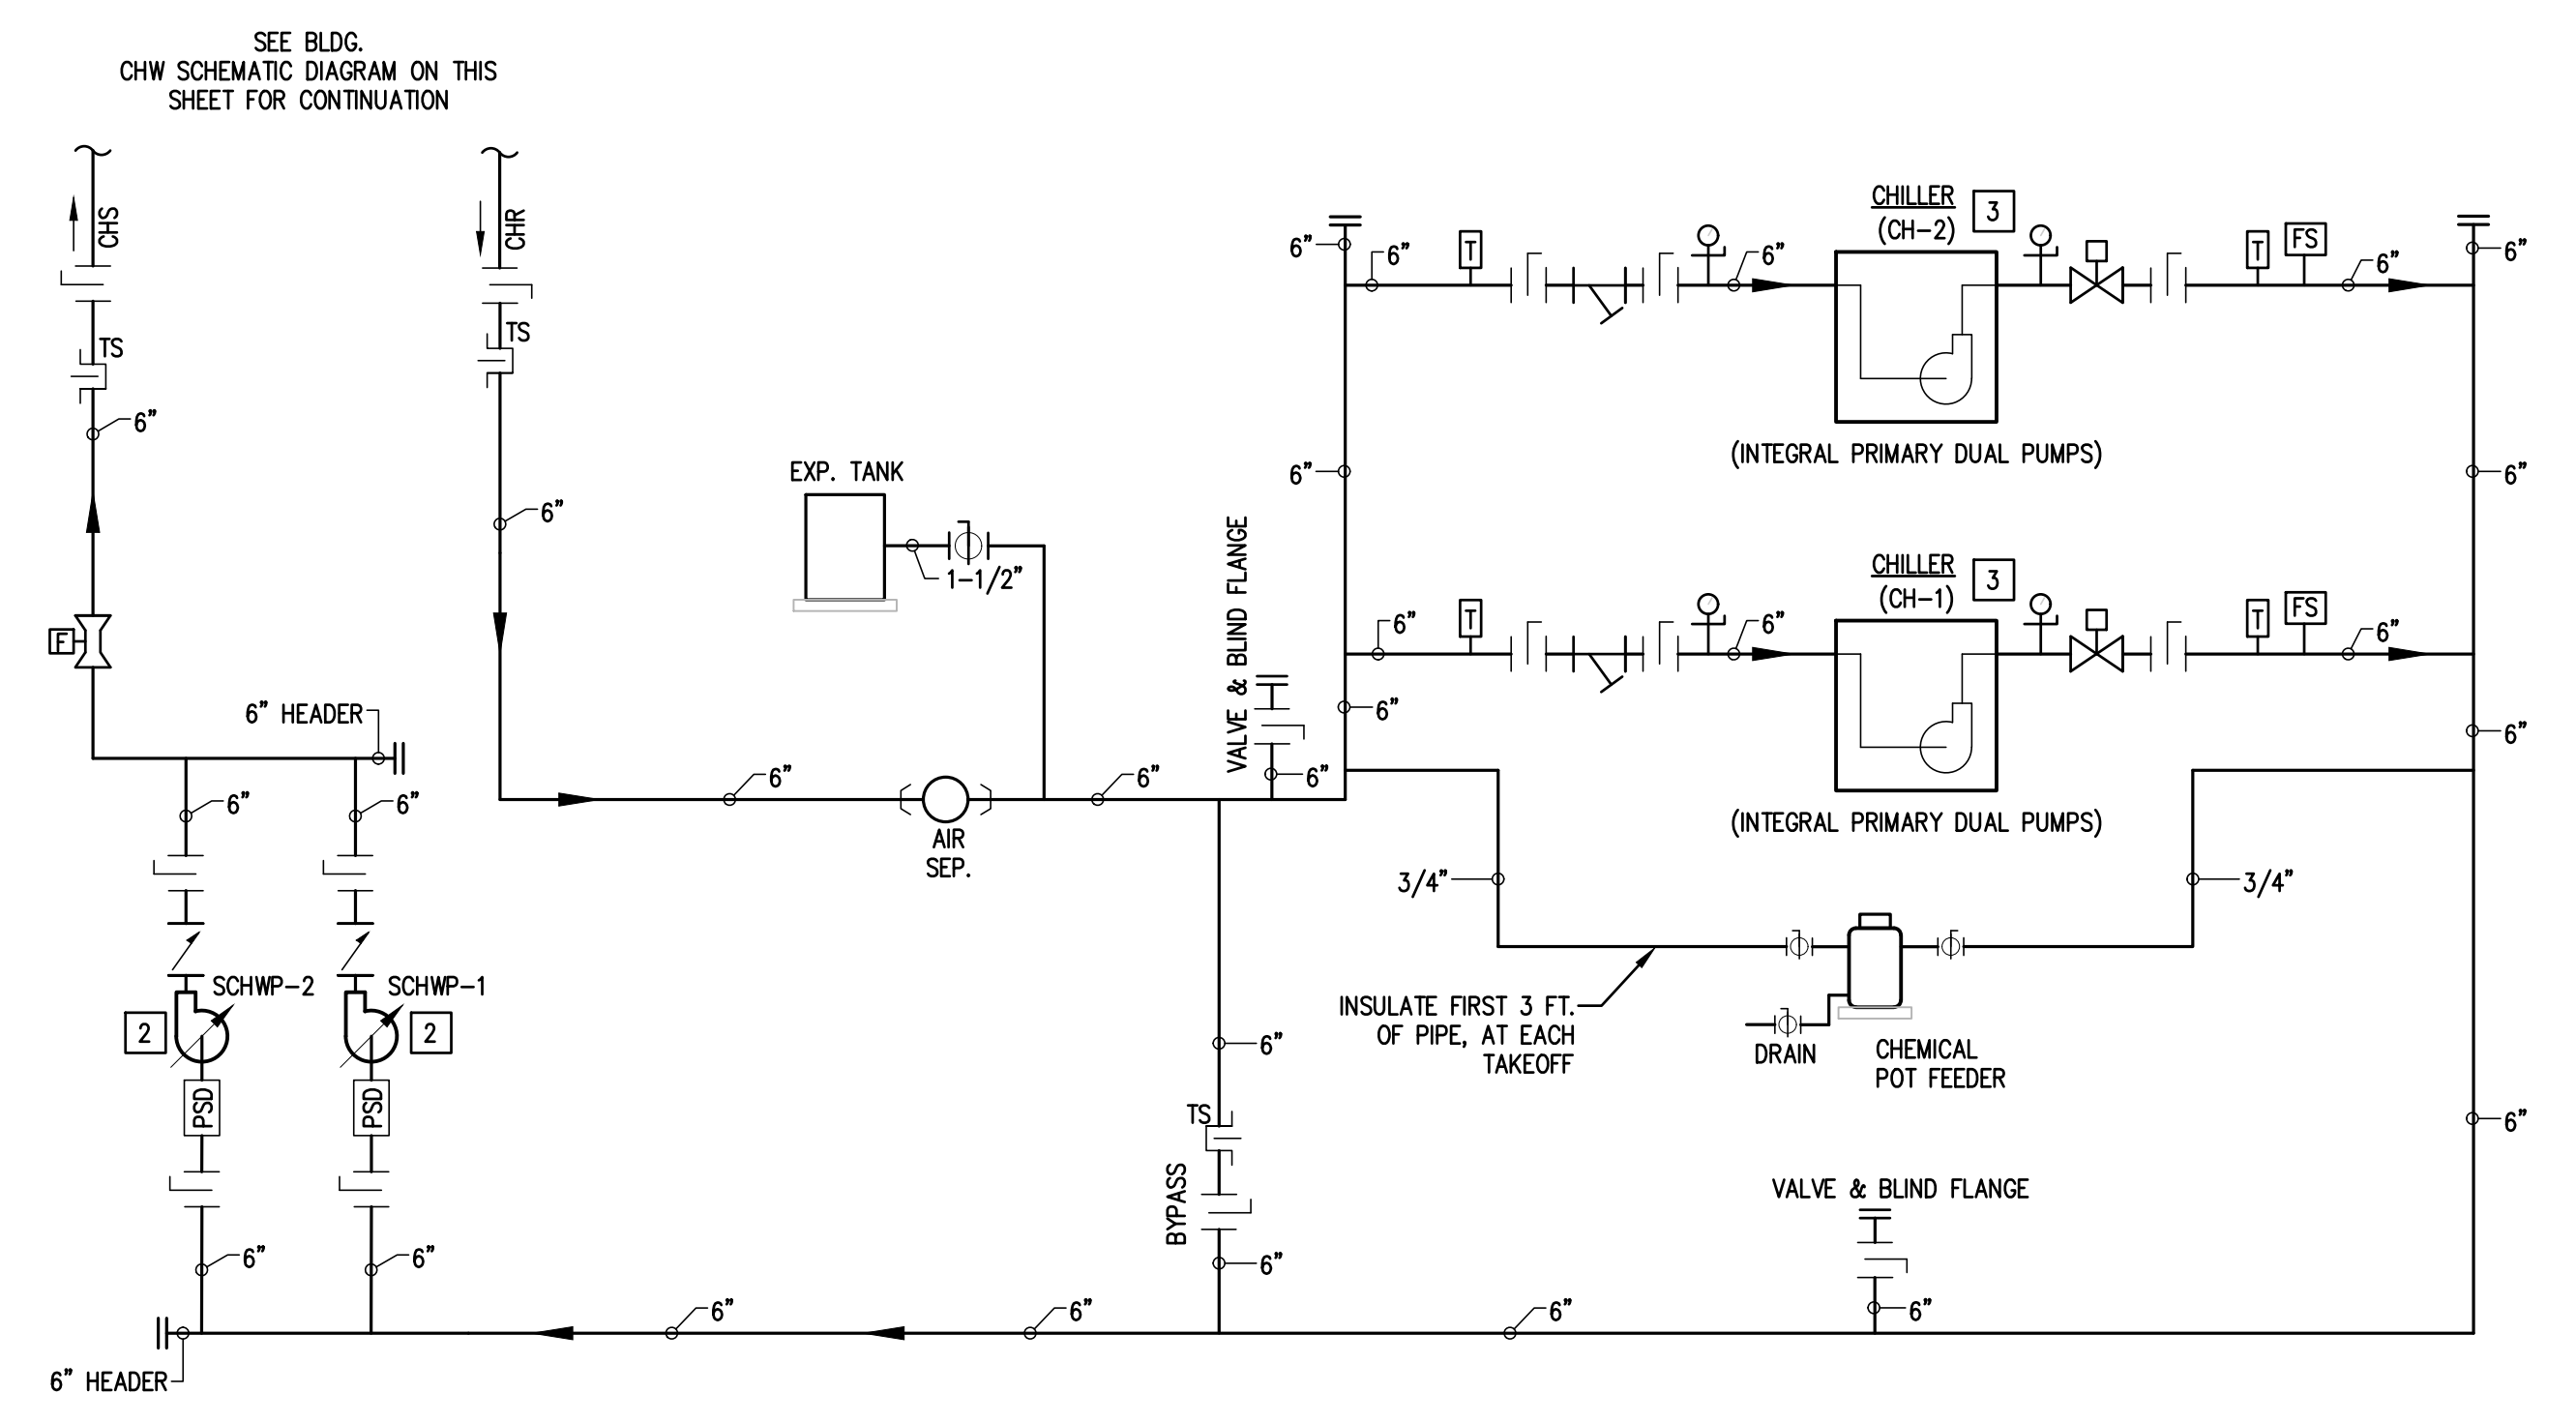 SEE BLDG.
CHW SCHEMATIC DIAGRAM ON THIS
SHEET FOR CONTINUATION
CHS
CHR
TS
TS
6"
6"
F
6" HEADER
6"
6"
SCHWP-2
SCHWP-1
2
2
PSD
PSD
6"
6"
6" HEADER
EXP. TANK
1-1/2"
6"
AIR
SEP.
6"
VALVE & BLIND FLANGE
6"
6"
TS
BYPASS
6"
6"
6"
6"
6"
6"
6"
6"
T
6"
CHILLER
(CH-2)
3
T
FS
6"
6"
(INTEGRAL PRIMARY DUAL PUMPS)
6"
6"
T
6"
CHILLER
(CH-1)
3
T
FS
6"
6"
(INTEGRAL PRIMARY DUAL PUMPS)
3/4"
3/4"
INSULATE FIRST 3 FT.
OF PIPE, AT EACH
TAKEOFF
DRAIN
CHEMICAL
POT FEEDER
6"
VALVE & BLIND FLANGE
6"